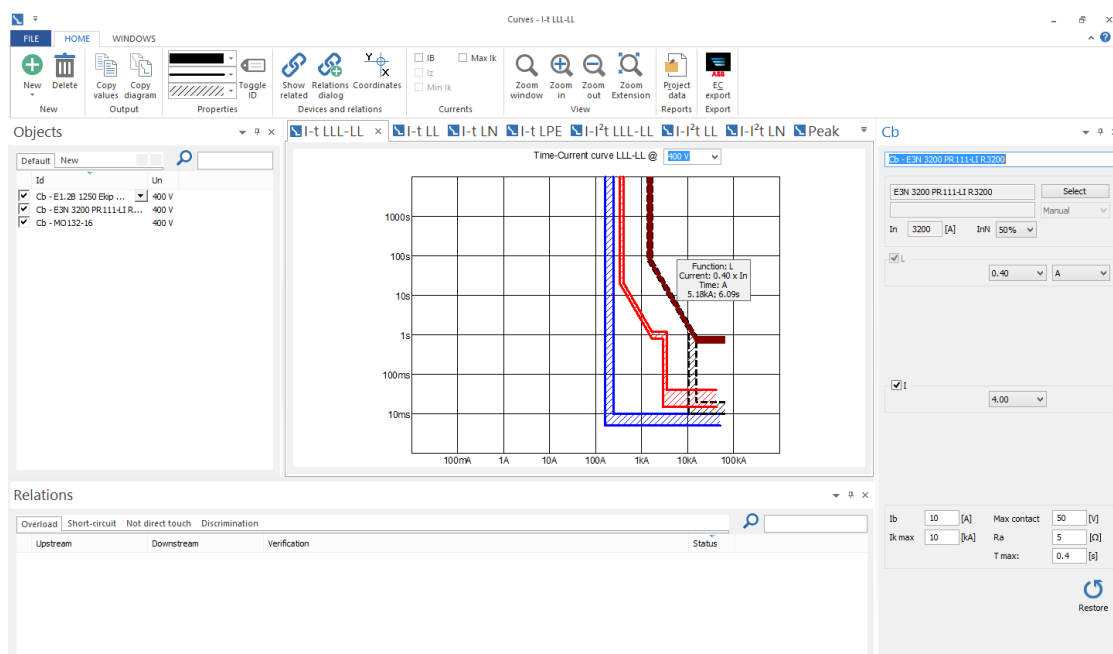 Curves - I-t LLL-LL
FILE HOME WINDOWS
New Delete Copy values Copy diagram Toggle ID Show related Relations dialog Coordinates
Y
X
IB Max Ik
Iz
Min Ik
Zoom window Zoom in Zoom out Zoom Extension Project data EC export
ABB
New Output Properties Devices and relations Currents View Reports Export
Objects
Default New
Id Un
Cb - E1.2B 1250 Ekip ... 400 V
Cb - E3N 3200 PR111-LI R... 400 V
Cb - MO132-16 400 V
I-t LLL-LL × I-t LL I-t LN I-t LPE I-I²t LLL-LL I-I²t LL I-I²t LN Peak
Time-Current curve LLL-LL @ 400 V
1000s
100s
10s
1s
100ms
10ms
100mA 1A 10A 100A 1kA 10kA 100kA
Function: L
Current: 0.40 x In
Time: A
5.18kA; 6.09s
Cb
Cb - E3N 3200 PR111-LI R3200
E3N 3200 PR111-LI R3200 Select
Manual
In 3200 [A] InN 50%
L
0.40 A
I
4.00
Ib 10 [A] Max contact 50 [V]
Ik max 10 [kA] Ra 5 [Ω]
T max: 0.4 [s]
Restore
Relations
Overload Short-circuit Not direct touch Discrimination
Upstream Downstream Verification Status